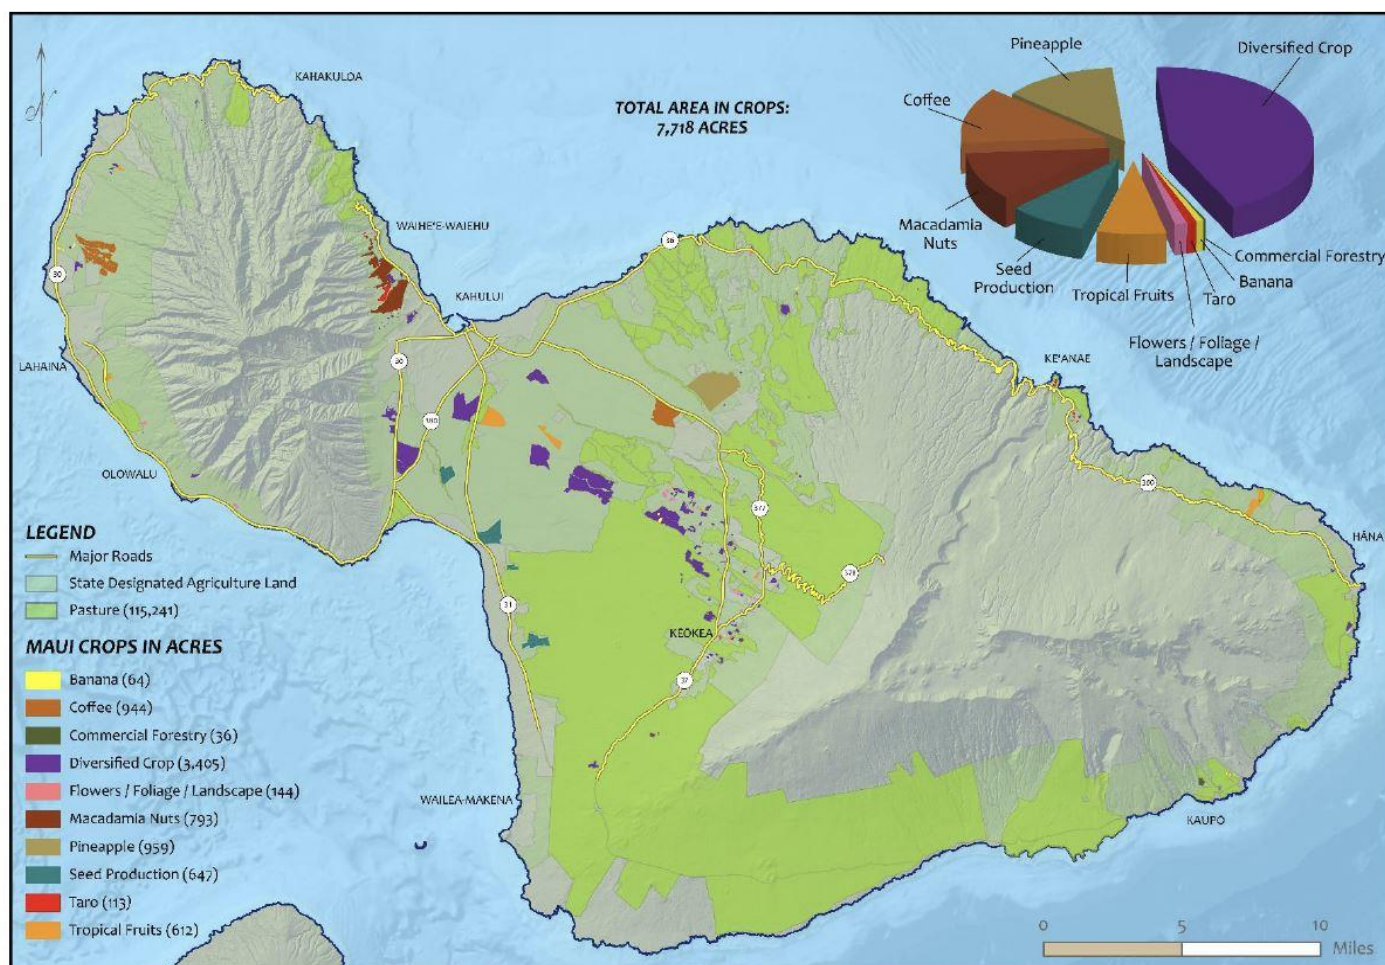 Pineapple
Diversified Crop
Coffee
TOTAL AREA IN CROPS:
7,718 ACRES
Macadamia
Nuts
Seed
Production
Tropical Fruits
Flowers / Foliage /
Landscape
Taro
Banana
Commercial Forestry
KAHAKULOA
WAIHE'E-WAIEHU
KAHULUI
LAHAINA
OLOWALU
KE'ANAE
HĀNA
KĒŌKEA
WAILEA-MAKENA
KAUPŌ
30
36
30
380
377
378
360
31
37
LEGEND
Major Roads
State Designated Agriculture Land
Pasture (115,241)
MAUI CROPS IN ACRES
Banana (64)
Coffee (944)
Commercial Forestry (36)
Diversified Crop (3,405)
Flowers / Foliage / Landscape (144)
Macadamia Nuts (793)
Pineapple (959)
Seed Production (647)
Taro (113)
Tropical Fruits (612)
0 5 10
Miles